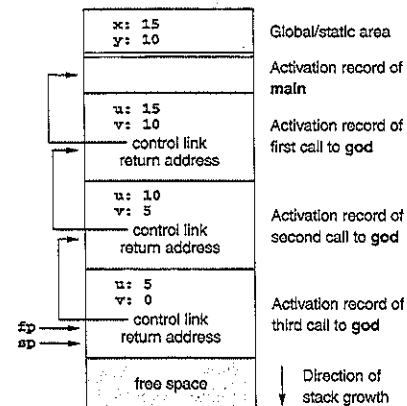 x: 15
y: 10
Global/static area
Activation record of
main
u: 15
v: 10
control link
return address
Activation record of
first call to god
u: 10
v: 5
control link
return address
Activation record of
second call to god
u: 5
v: 0
control link
return address
Activation record of
third call to god
fp
sp
free space
Direction of
stack growth